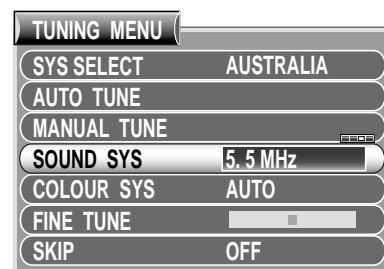 TUNING MENU
SYS SELECT AUSTRALIA
AUTO TUNE
MANUAL TUNE
SOUND SYS 5. 5 MHz
COLOUR SYS AUTO
FINE TUNE
SKIP OFF